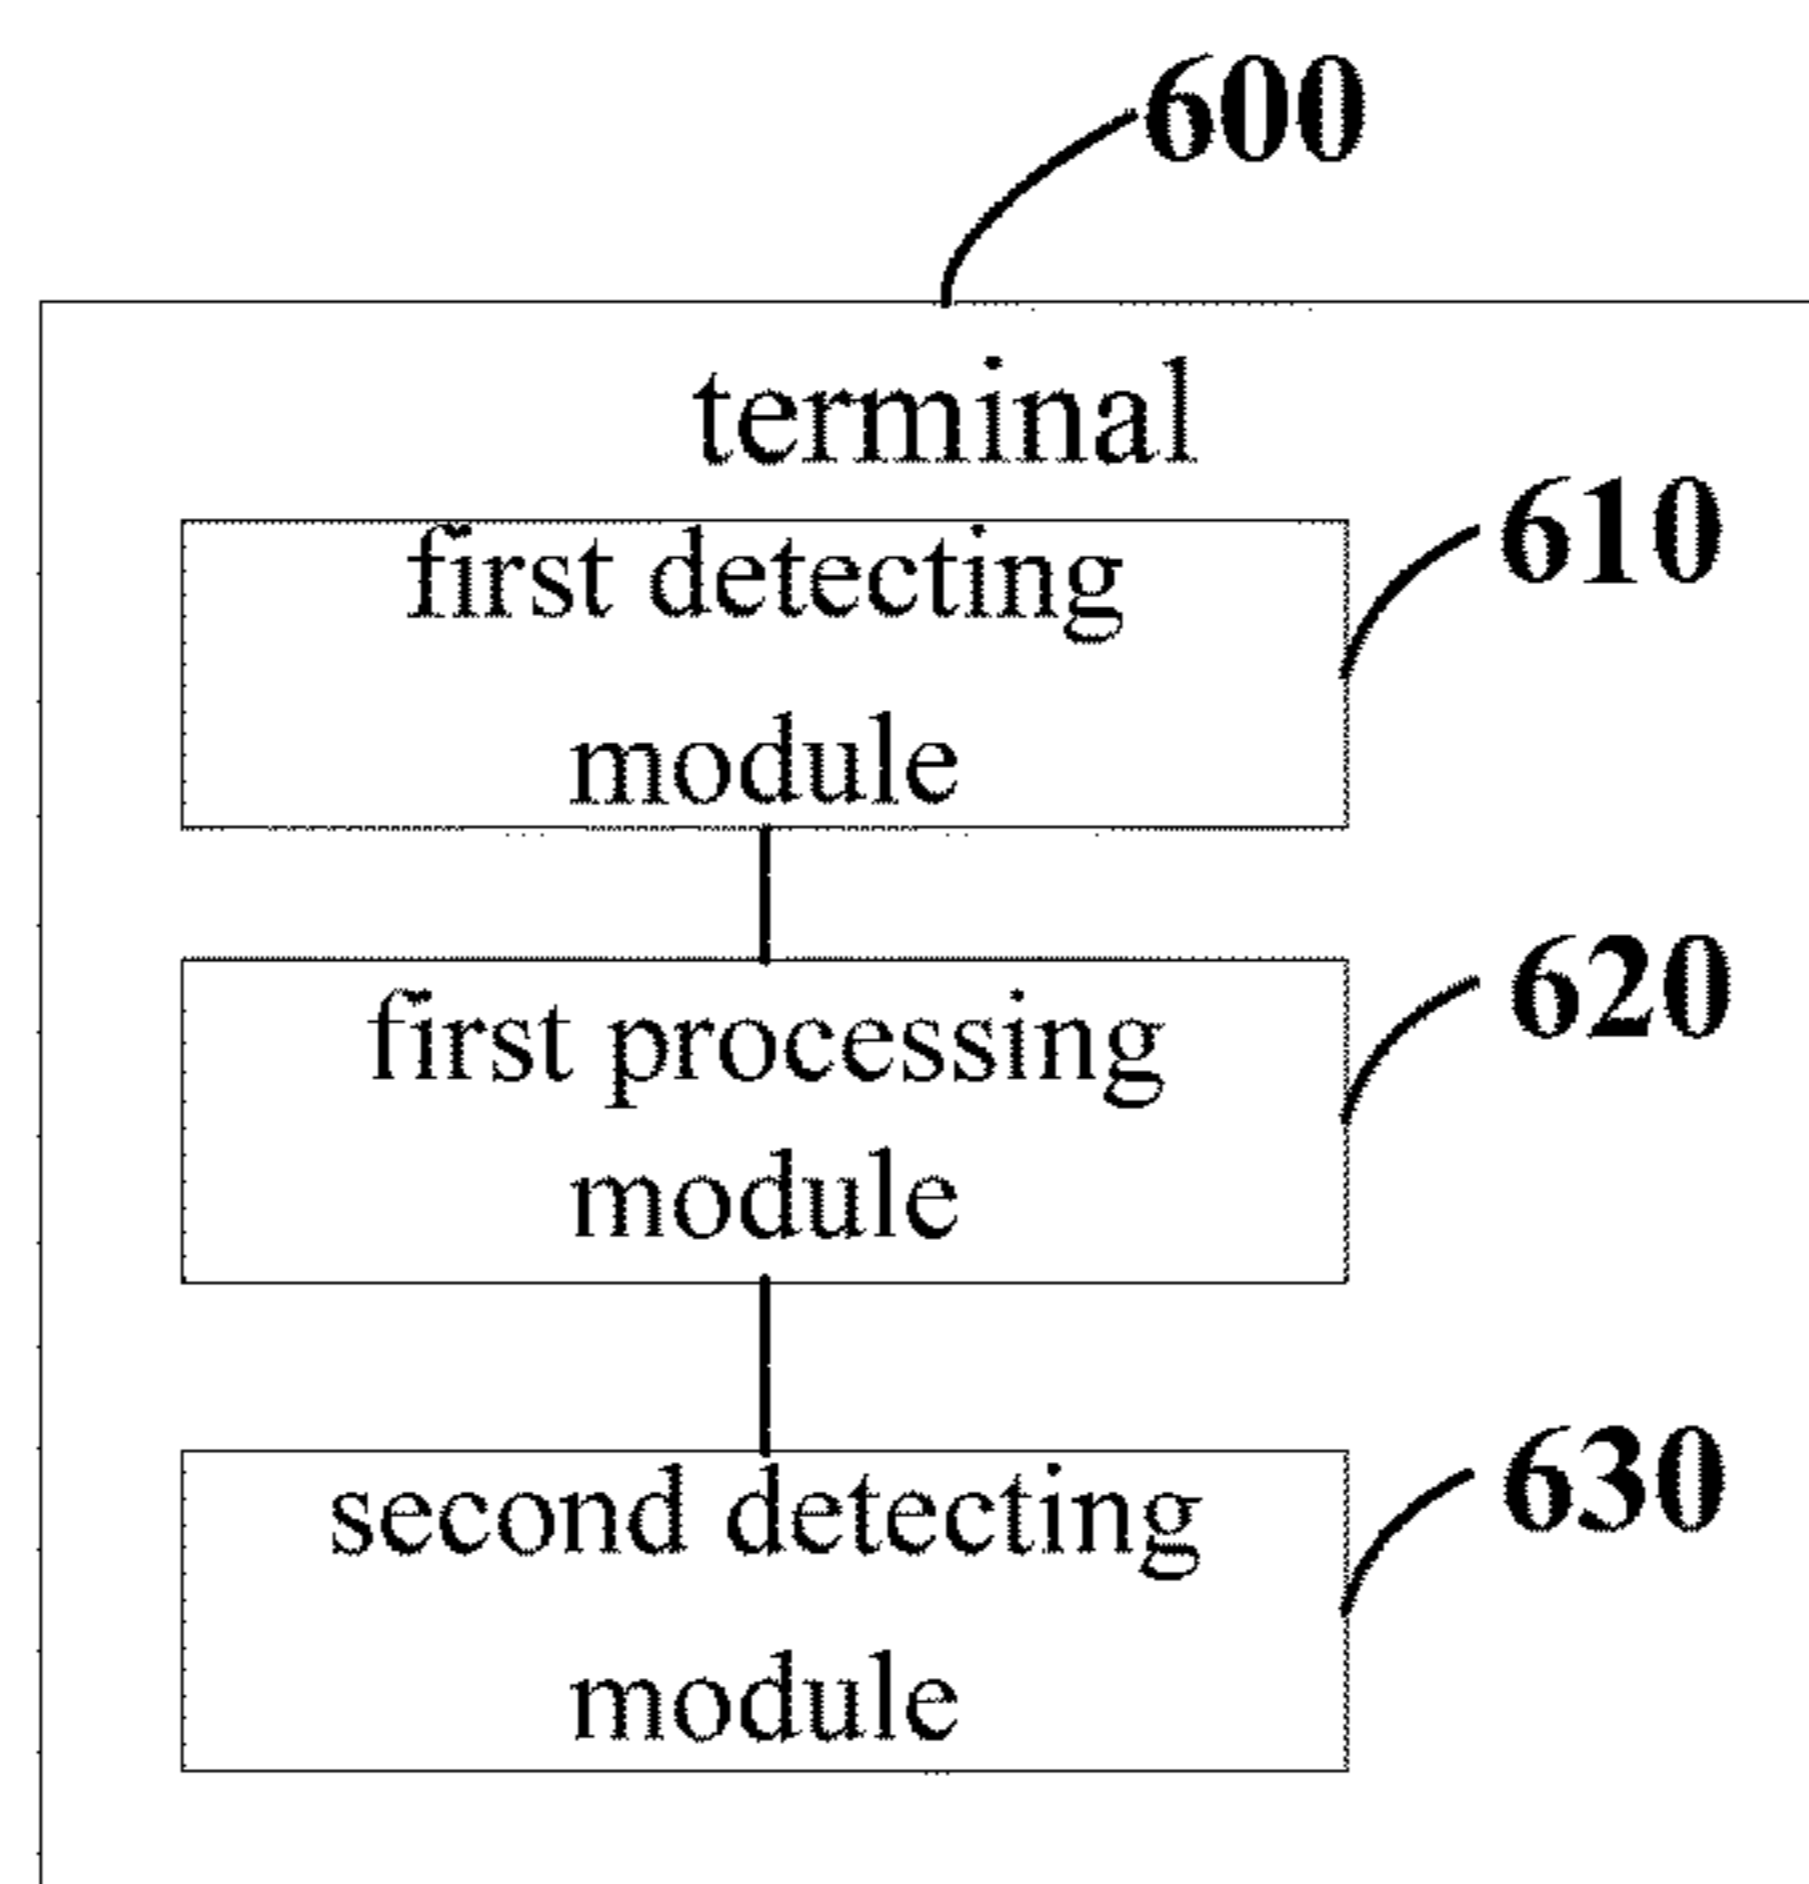 600
terminal
610
first detecting
module
620
first processing
module
630
second detecting
module